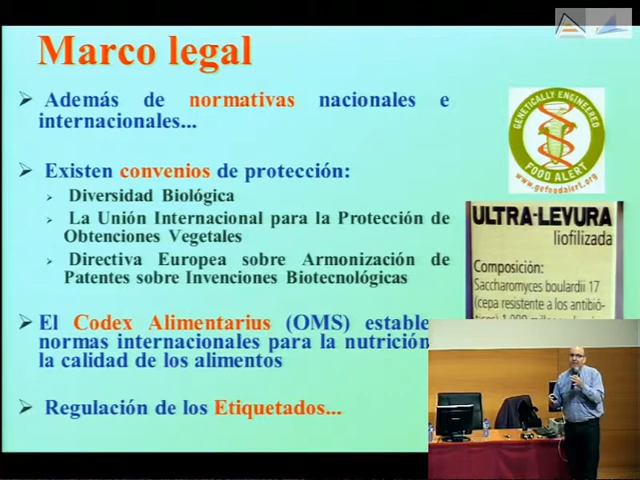 Marco legal
Además de normativas nacionales e
internacionales...
Existen convenios de protección:
Diversidad Biológica
La Unión Internacional para la Protección de
Obtenciones Vegetales
Directiva Europea sobre Armonización de
Patentes sobre Invenciones Biotecnológicas
El Codex Alimentarius (OMS) establec
normas internacionales para la nutrición
la calidad de los alimentos
Regulación de los Etiquetados...
GENETICALLY ENGINEERED
FOOD ALERT
www.gefoodalert.org
ULTRA-LEVURA
liofilizada
Composición:
Saccharomyces boulardii 17
(cepa resistente a los antibió-